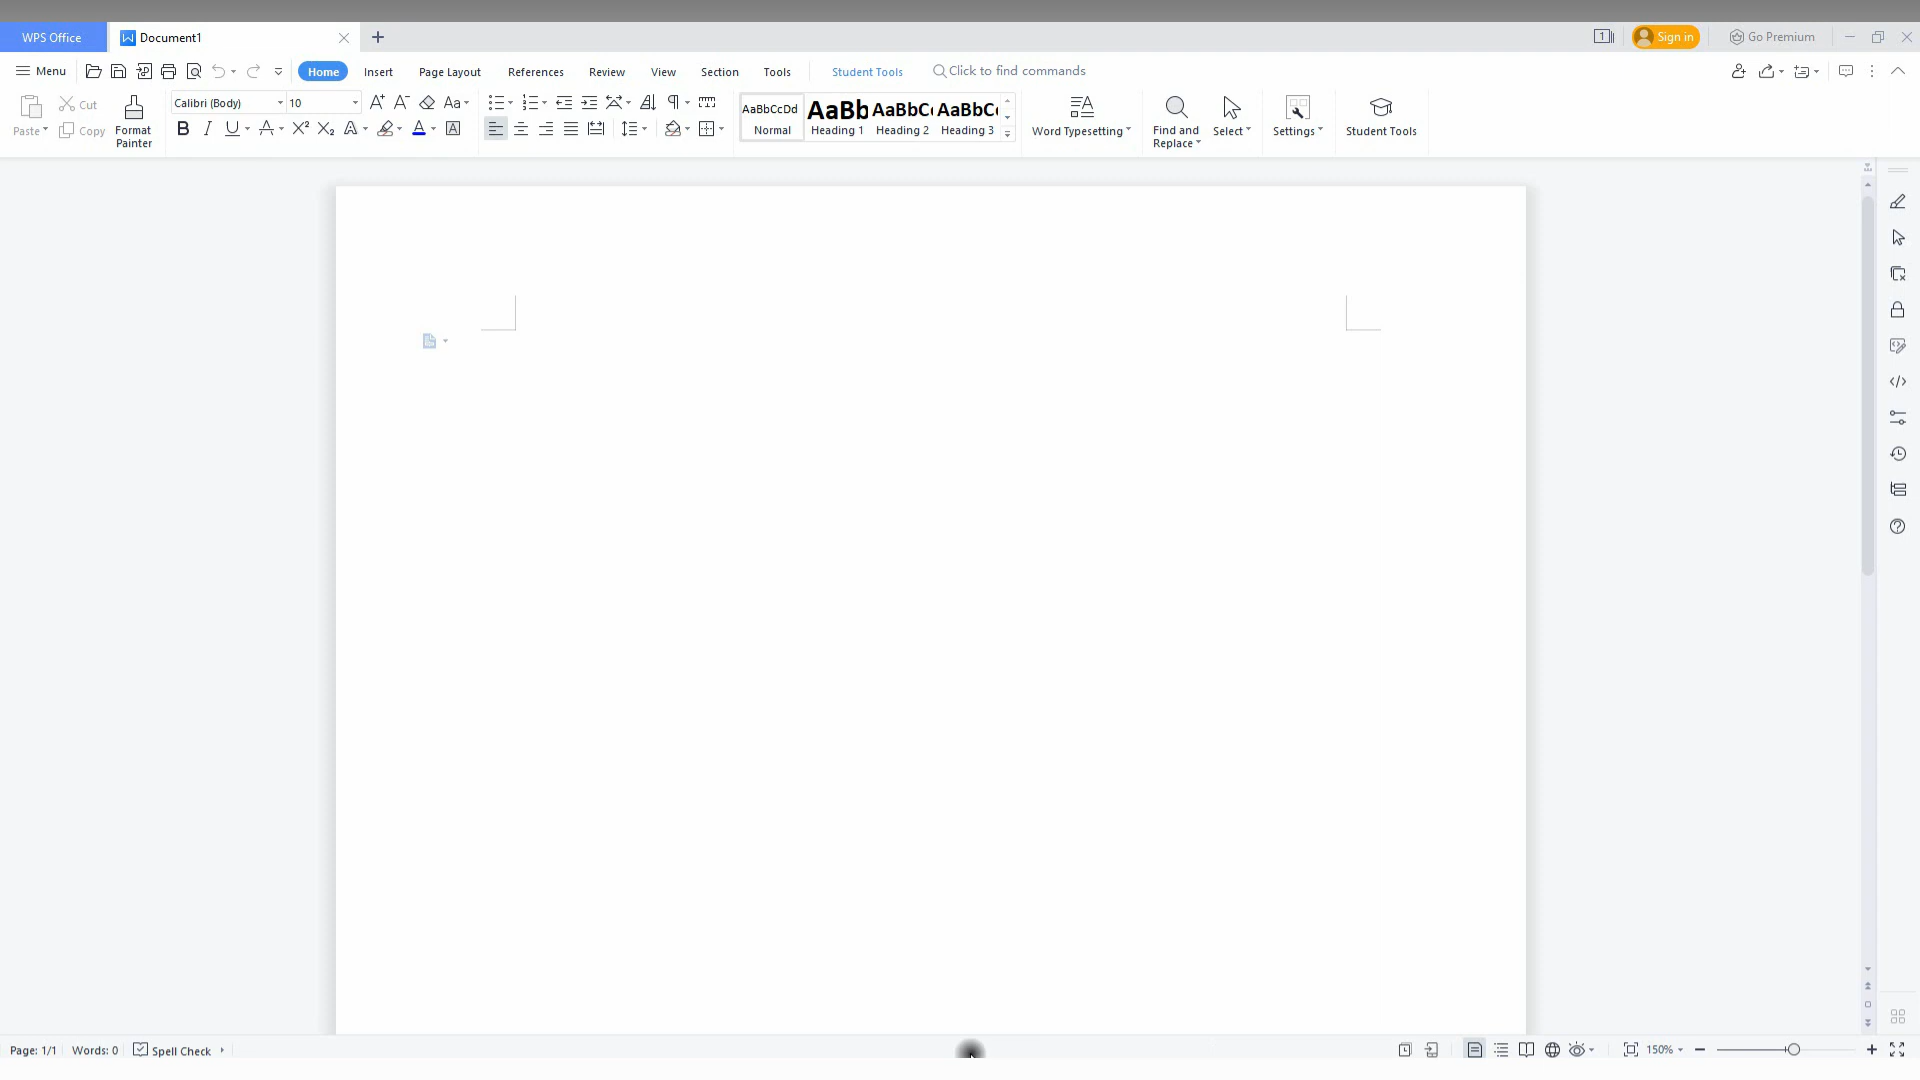 WPS Office
Document1
1
Sign in
Go Premium
Menu
Home
Insert
Page Layout
References
Review
View
Section
Tools
Student Tools
Click to find commands
Paste
Cut
Copy
Format
Painter
Calibri (Body)
10
AaBbCcDd
Normal
AaBb
Heading 1
AaBbC
Heading 2
AaBbC
Heading 3
Word Typesetting
Find and
Replace
Select
Settings
Student Tools
Page: 1/1
Words: 0
Spell Check
150%